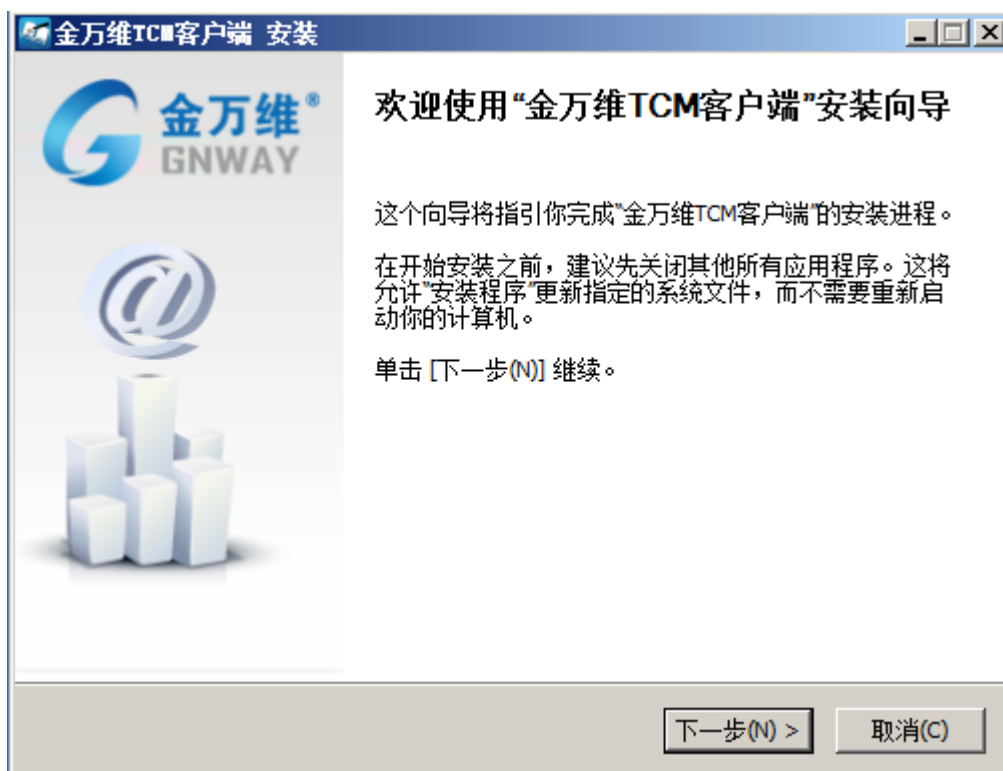 金万维TCM客户端 安装
金万维®
GNWAY
欢迎使用“金万维TCM客户端”安装向导
这个向导将指引你完成“金万维TCM客户端”的安装进程。
在开始安装之前，建议先关闭其他所有应用程序。这将
允许“安装程序”更新指定的系统文件，而不需要重新启
动你的计算机。
单击 [下一步(N)] 继续。
下一步(N) >
取消(C)